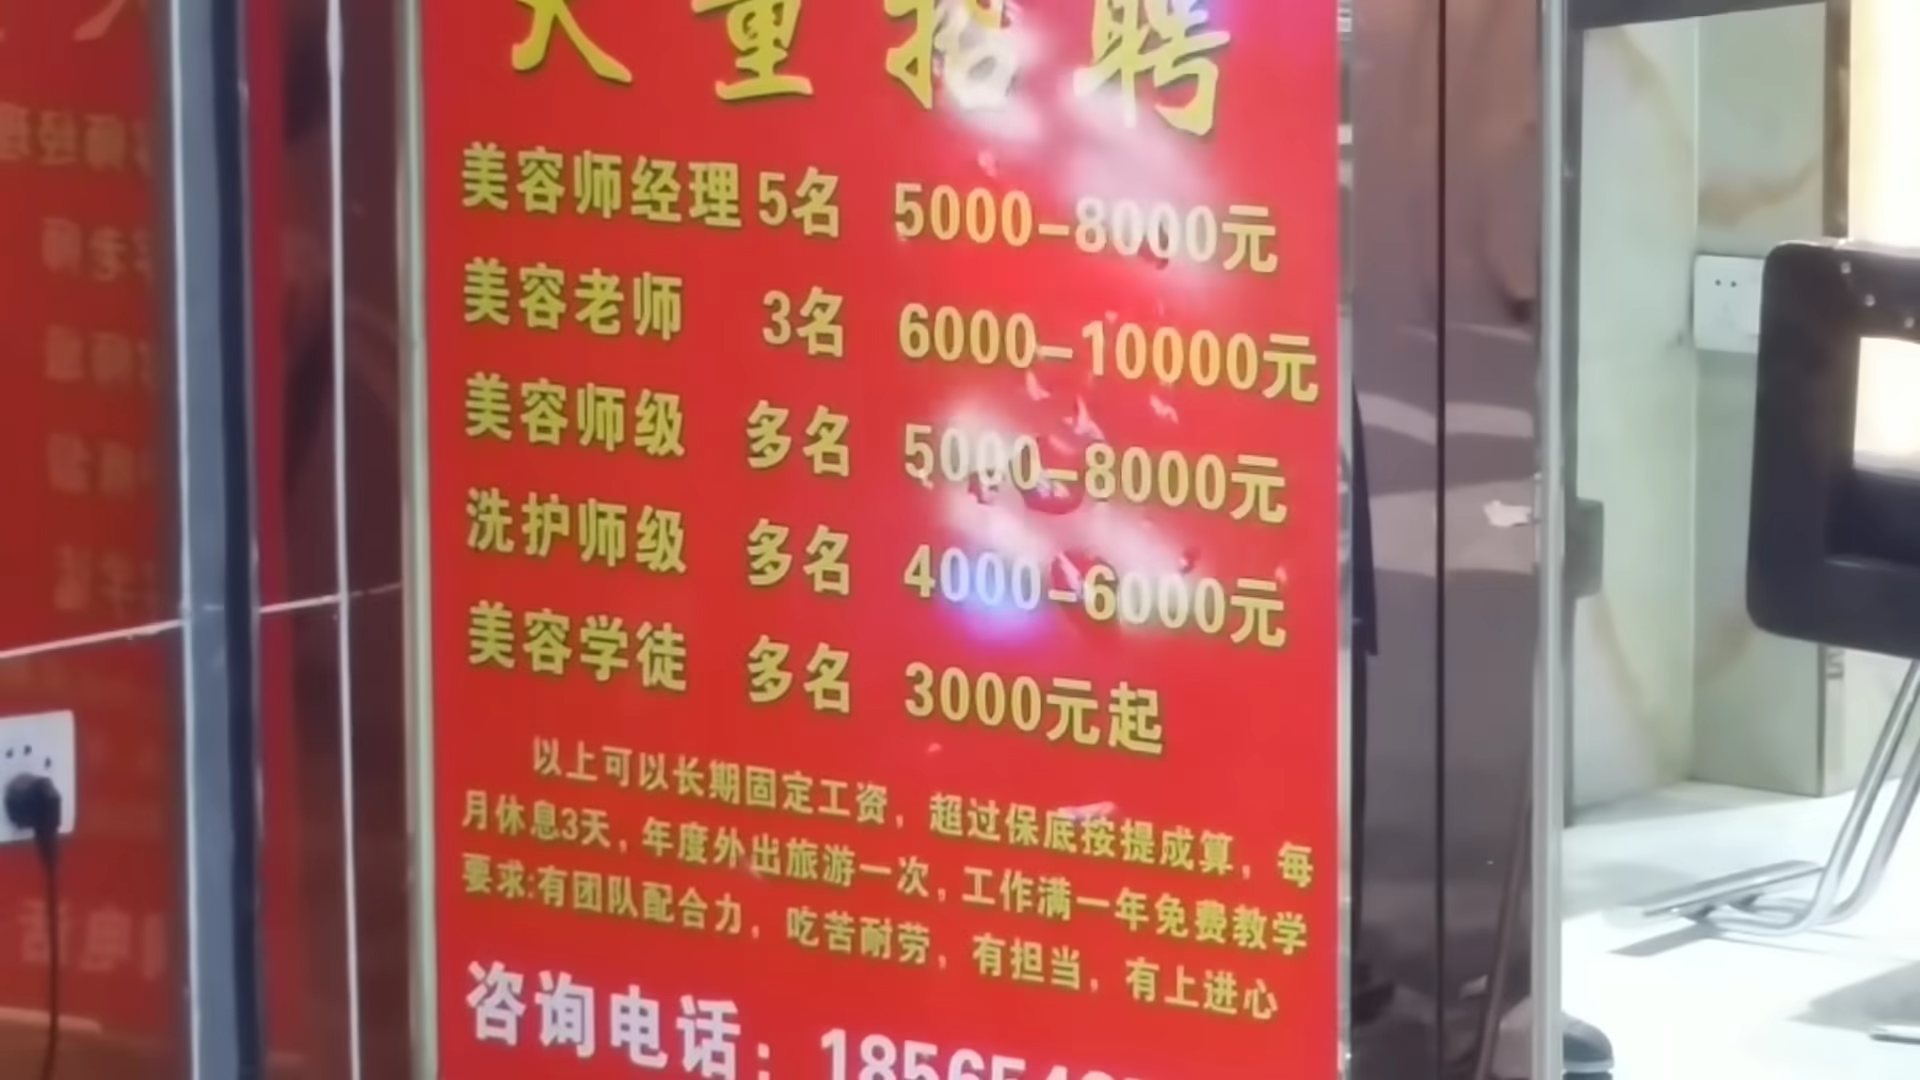 大量招聘
美容师经理 5名 5000-8000元
美容老师 3名 6000-10000元
美容师级 多名 5000-8000元
洗护师级 多名 4000-6000元
美容学徒 多名 3000元起
以上可以长期固定工资，超过保底按提成算，每
月休息3天，年度外出旅游一次，工作满一年免费教学
要求:有团队配合力，吃苦耐劳，有担当，有上进心
咨询电话：18565